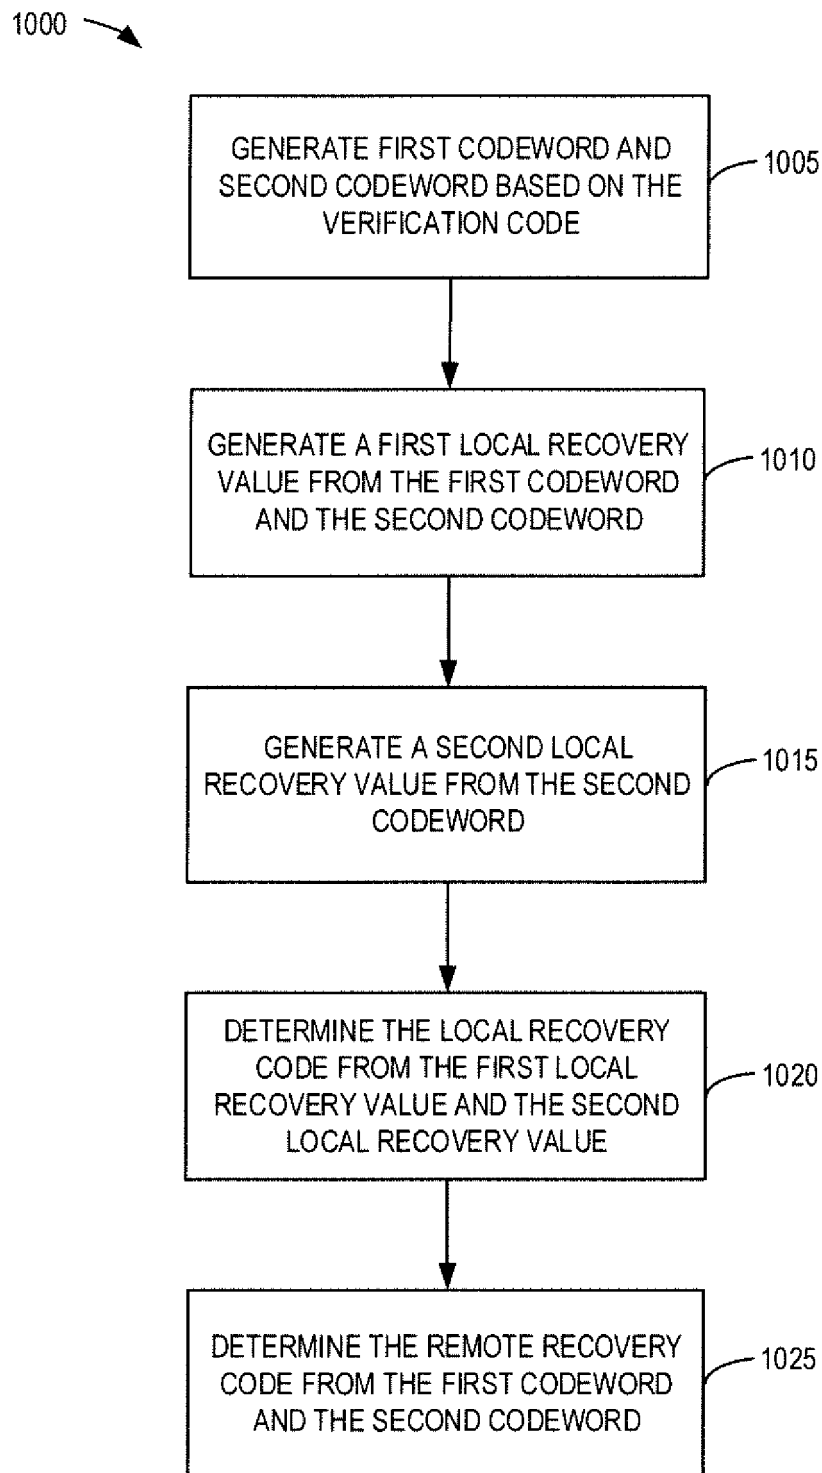 1000
GENERATE FIRST CODEWORD AND
SECOND CODEWORD BASED ON THE
VERIFICATION CODE
1005
GENERATE A FIRST LOCAL RECOVERY
VALUE FROM THE FIRST CODEWORD
AND THE SECOND CODEWORD
1010
GENERATE A SECOND LOCAL
RECOVERY VALUE FROM THE SECOND
CODEWORD
1015
DETERMINE THE LOCAL RECOVERY
CODE FROM THE FIRST LOCAL
RECOVERY VALUE AND THE SECOND
LOCAL RECOVERY VALUE
1020
DETERMINE THE REMOTE RECOVERY
CODE FROM THE FIRST CODEWORD
AND THE SECOND CODEWORD
1025